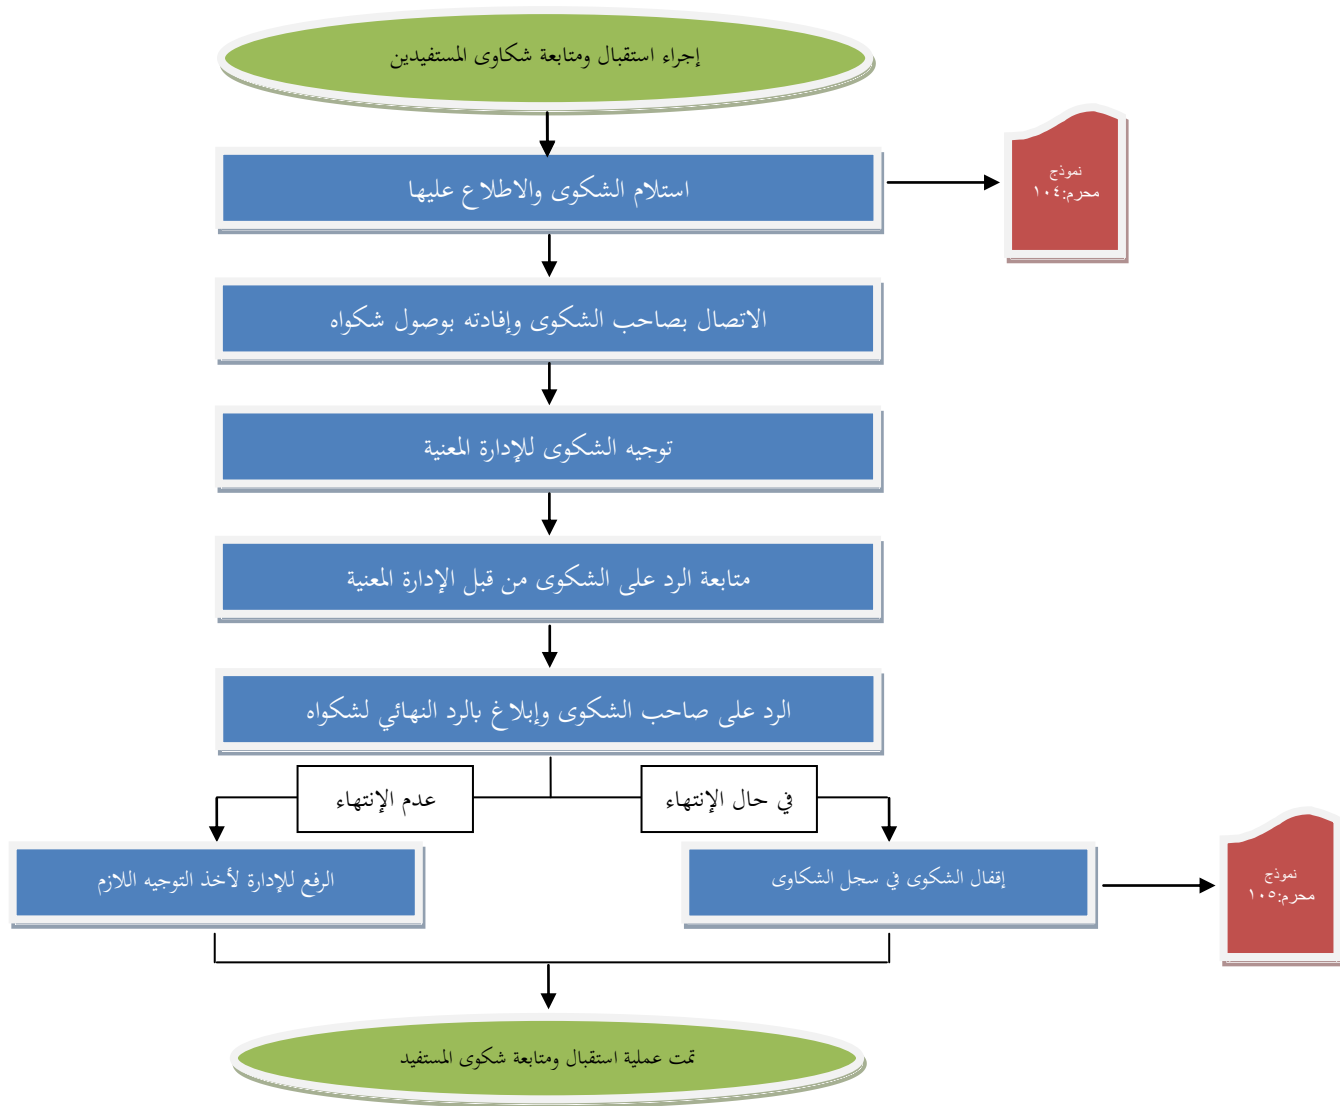 إجراء استقبال ومتابعة شكاوى المستفيدين
استلام الشكوى والاطلاع عليها
نموذج
محرم:١٠٤
الاتصال بصاحب الشكوى وإفادته بوصول شكواه
توجيه الشكوى للإدارة المعنية
متابعة الرد على الشكوى من قبل الإدارة المعنية
الرد على صاحب الشكوى وإبلاغ بالرد النهائي لشكواه
في حال الإنتهاء
عدم الإنتهاء
إقفال الشكوى في سجل الشكاوى
نموذج
محرم:١٠٥
الرفع للإدارة لأخذ التوجيه اللازم
تمت عملية استقبال ومتابعة شكوى المستفيد